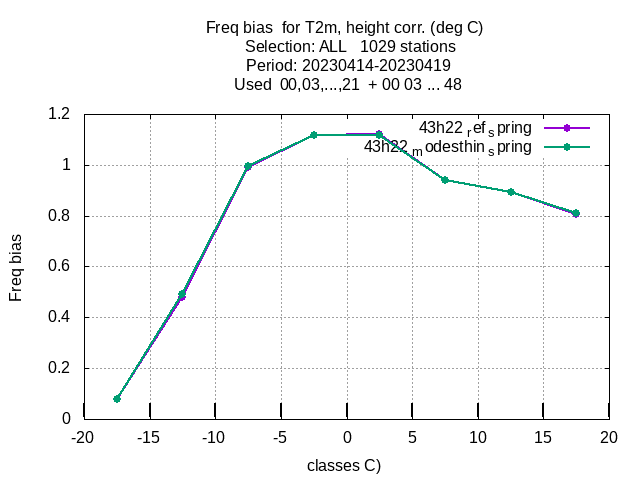 Freq bias  for T2m, height corr. (deg C)
Selection: ALL   1029 stations
Period: 20230414-20230419
Used  00,03,...,21  + 00 03 ... 48
43h22_ref_spring
43h22_modesthin_spring
1.2
1
0.8
0.6
0.4
0.2
0
Freq bias
-20 -15 -10 -5 0 5 10 15 20
classes C)